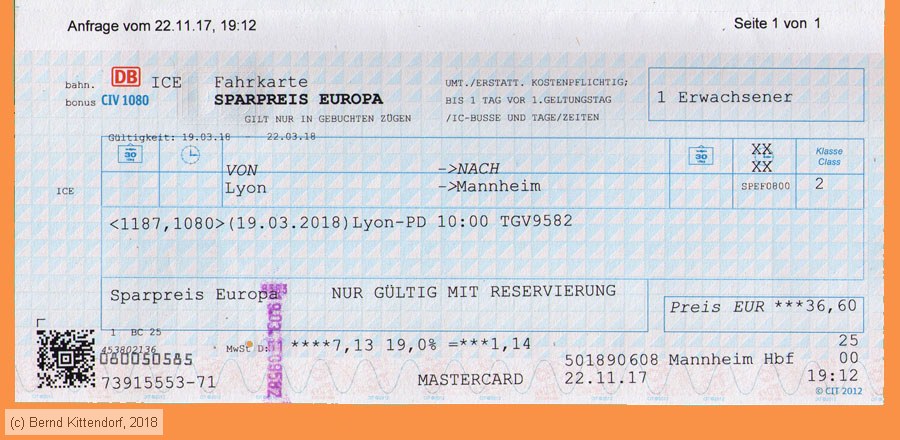 Anfrage vom 22.11.17, 19:12 Seite 1 von 1
bahn. DB ICE Fahrkarte UMT./ERSTATT. KOSTENPFLICHTIG;
bonus CIV 1080 SPARPREIS EUROPA BIS 1 TAG VOR 1.GELTUNGSTAG 1 Erwachsener
GILT NUR IN GEBUCHTEN ZÜGEN /IC-BUSSE UND TAGE/ZEITEN
Gültigkeit: 19.03.18 - 22.03.18
30 30 XX Klasse
VON ->NACH XX Class
ICE Lyon ->Mannheim SPEF0800 2
<1187,1080>(19.03.2018)Lyon-PD 10:00 TGV9582
Sparpreis Europa NUR GÜLTIG MIT RESERVIERUNG
Preis EUR ***36,60
1 BC 25
453802136 MwSt D: ****7,13 19,0% =***1,14 25
080050585 501890608 Mannheim Hbf 00
73915553-71 MASTERCARD 22.11.17 19:12
© CIT 2012
(c) Bernd Kittendorf, 2018